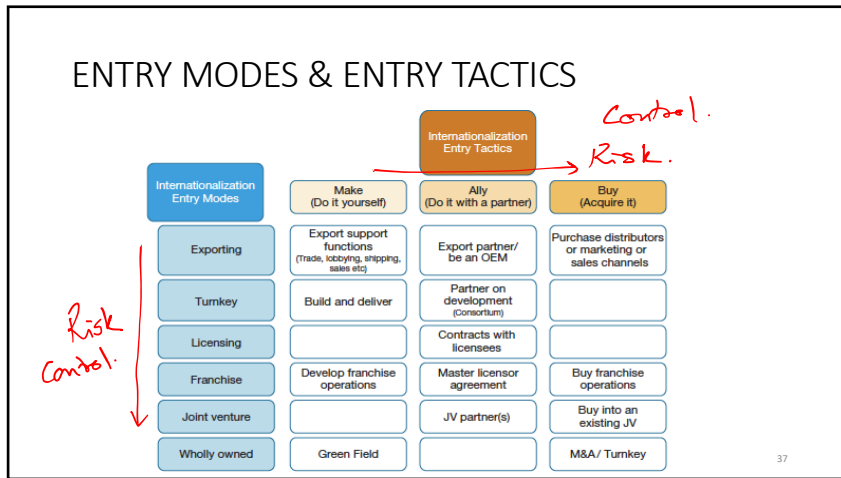 ENTRY MODES & ENTRY TACTICS
Control.
Risk.
Internationalization
Entry Tactics
Internationalization
Entry Modes
Make
(Do it yourself)
Ally
(Do it with a partner)
Buy
(Acquire it)
Exporting
Export support
functions
(Trade, lobbying, shipping,
sales etc)
Export partner/
be an OEM
Purchase distributors
or marketing or
sales channels
Turnkey
Build and deliver
Partner on
development
(Consortium)
Risk
Control.
Licensing
Contracts with
licensees
Franchise
Develop franchise
operations
Master licensor
agreement
Buy franchise
operations
Joint venture
JV partner(s)
Buy into an
existing JV
Wholly owned
Green Field
M&A/ Turnkey
37